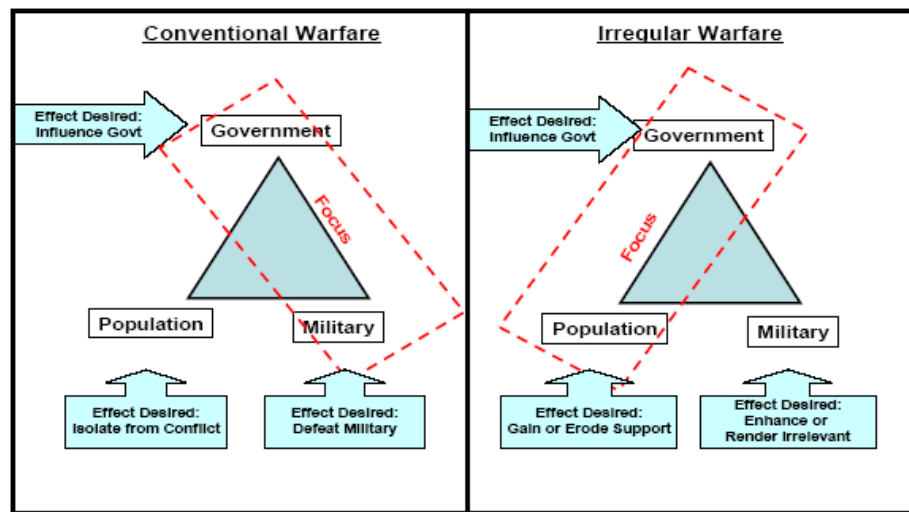 Conventional Warfare
Effect Desired:
Influence Govt
Government
Focus
Population
Military
Effect Desired:
Isolate from Conflict
Effect Desired:
Defeat Military
Irregular Warfare
Effect Desired:
Influence Govt
Government
Focus
Population
Military
Effect Desired:
Gain or Erode Support
Effect Desired:
Enhance or
Render Irrelevant